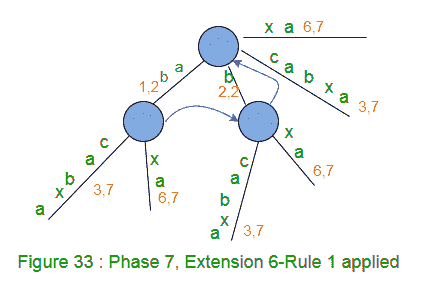 x a 6,7
c a b x a 3,7
a b 1,2
b 2,2
c a b x a 3,7
x a 6,7
c a b x a 3,7
x a 6,7
Figure 33 : Phase 7, Extension 6-Rule 1 applied